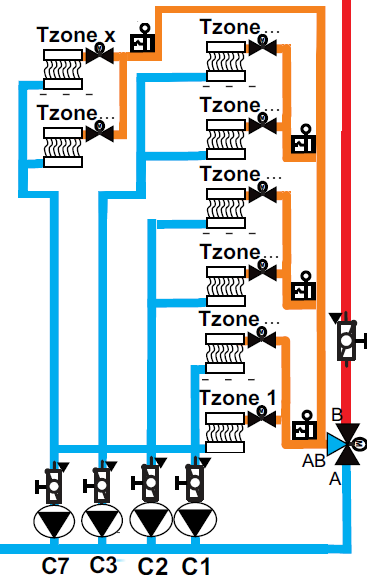 Tzone…
Tzone x
Tzone…
Tzone…
Tzone…
Tzone…
Tzone…
Tzone 1
B
M
AB
A
C7 C3 C2 C1